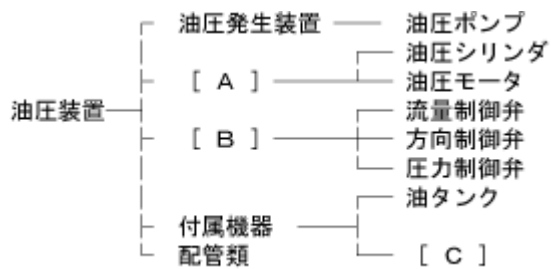 油圧発生装置 油圧ポンプ
油圧シリンダ
[ A ] 油圧モータ
油圧装置 流量制御弁
[ B ] 方向制御弁
圧力制御弁
油タンク
付属機器
配管類 [ C ]